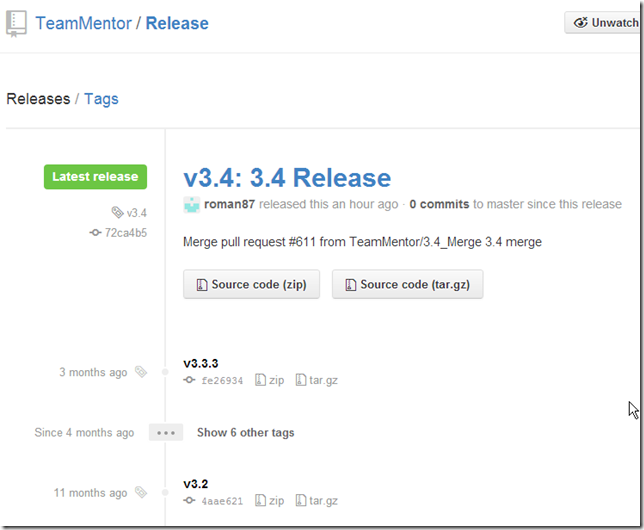 TeamMentor / Release
Unwatch
Releases / Tags
Latest release
v3.4
72ca4b5
v3.4: 3.4 Release
roman87 released this an hour ago · 0 commits to master since this release
Merge pull request #611 from TeamMentor/3.4_Merge 3.4 merge
Source code (zip)
Source code (tar.gz)
3 months ago
v3.3.3
fe26934 zip tar.gz
Since 4 months ago
Show 6 other tags
11 months ago
v3.2
4aae621 zip tar.gz